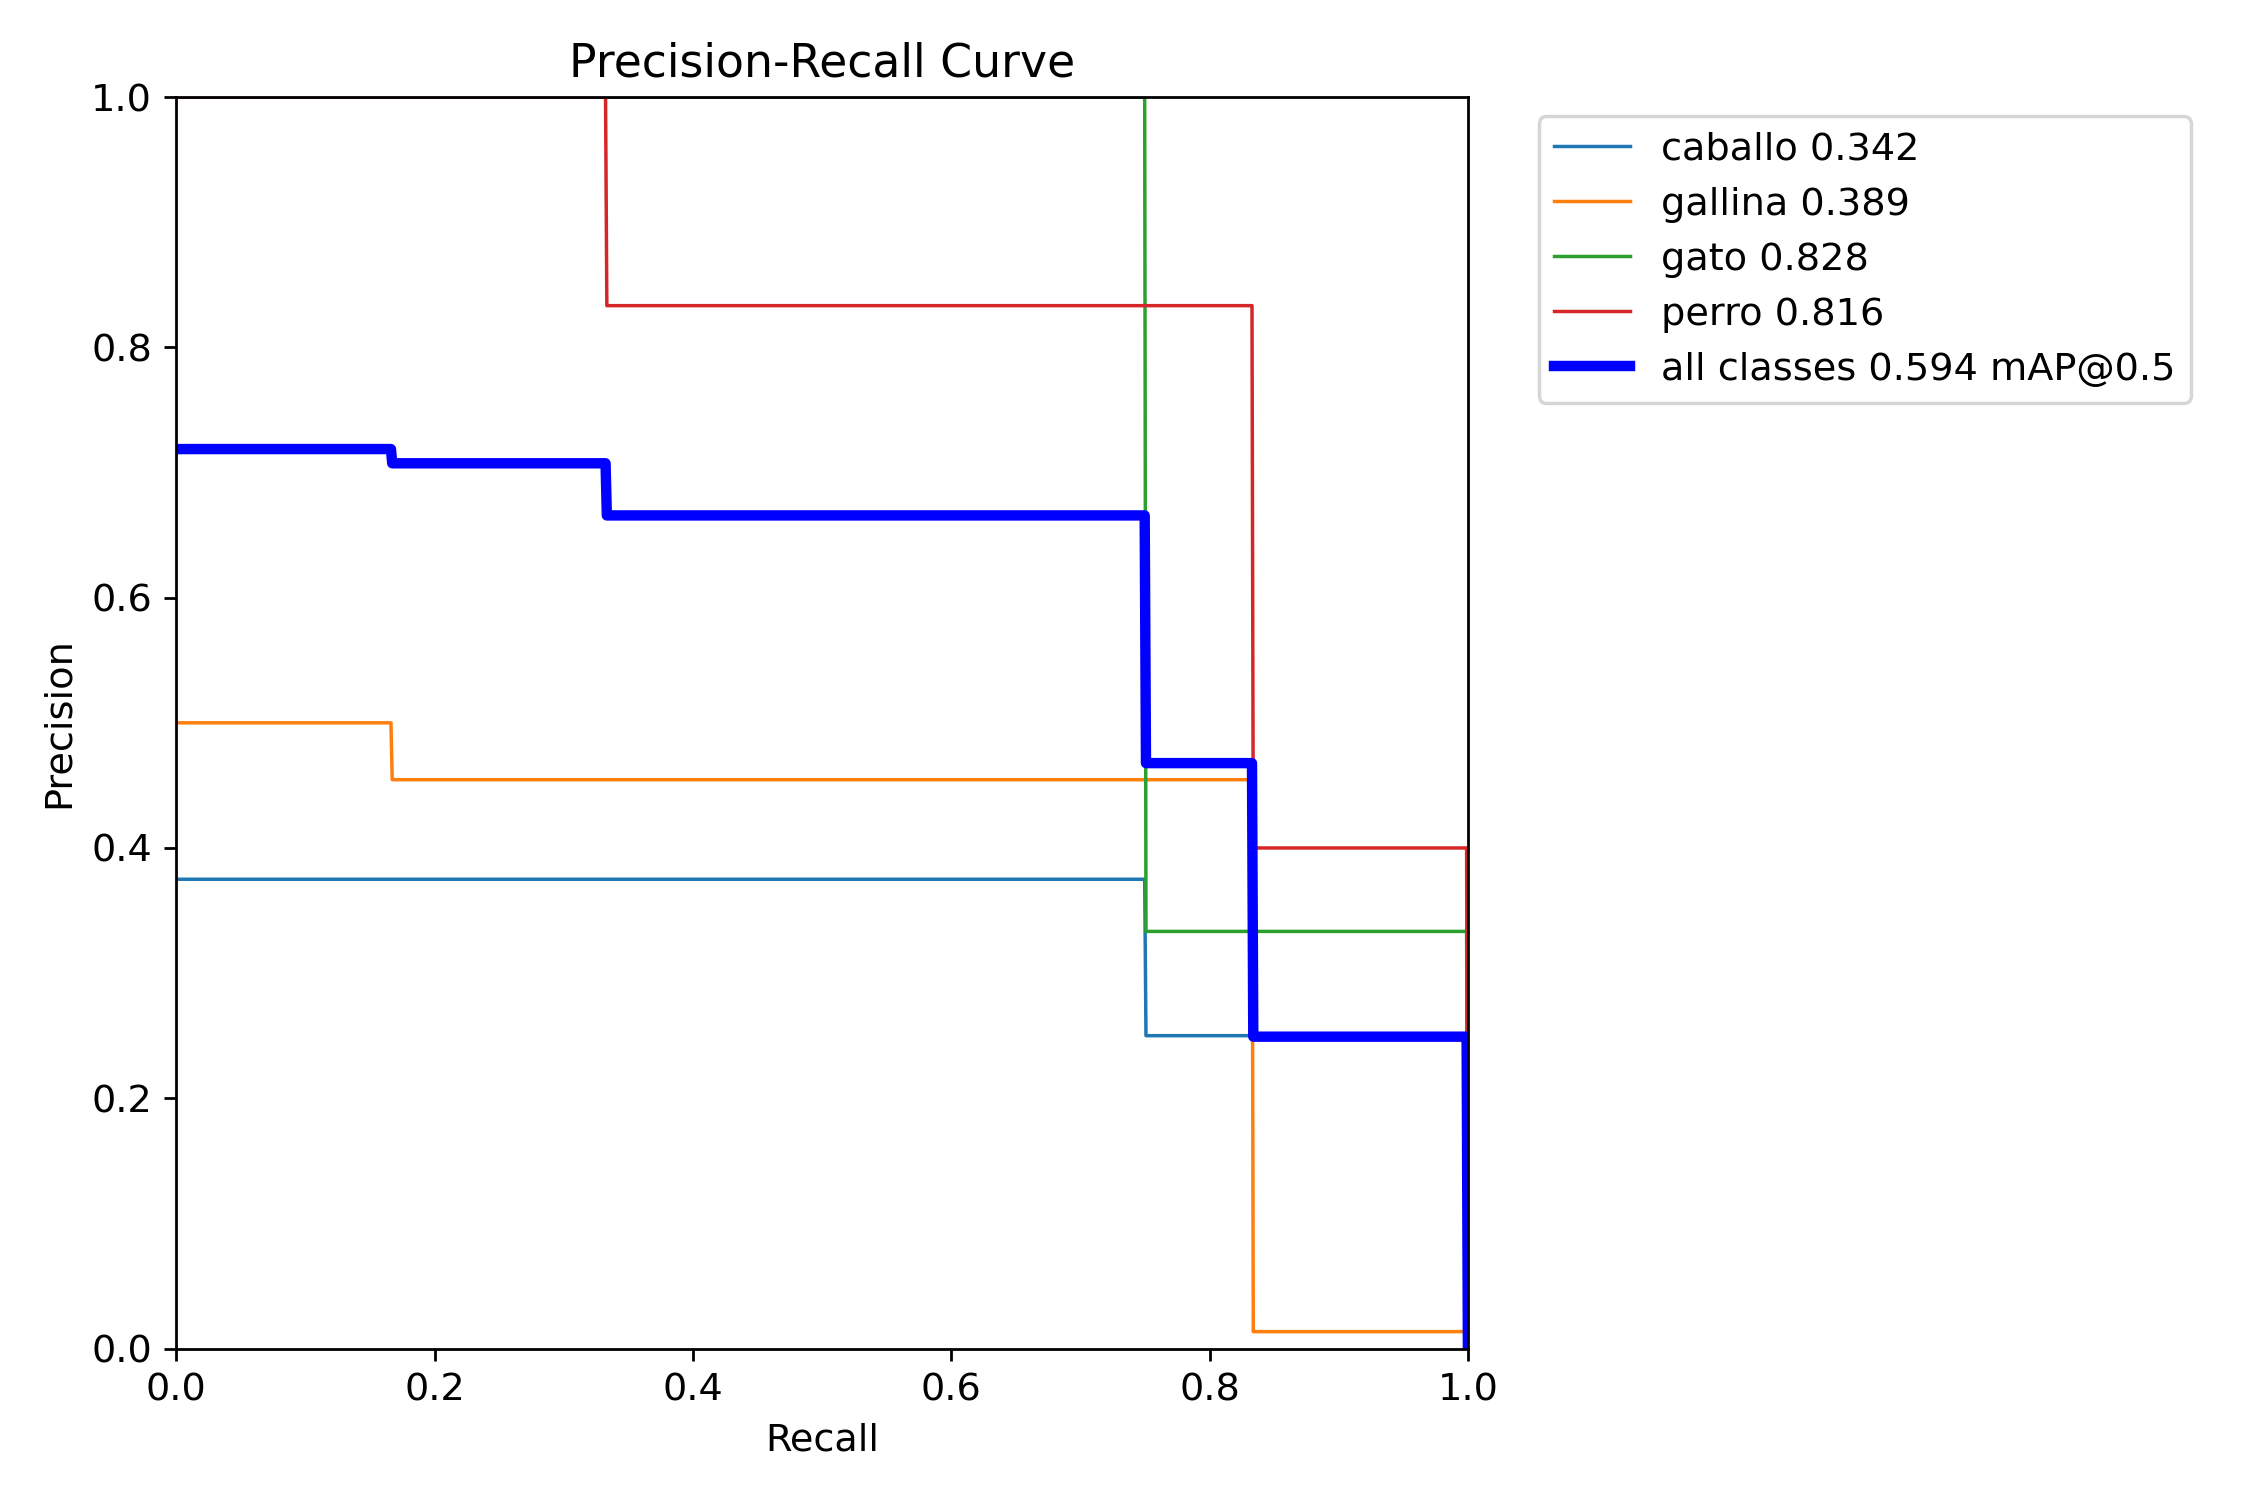 Precision-Recall Curve
1.0
0.8
0.6
0.4
0.2
0.0
Precision
0.0 0.2 0.4 0.6 0.8 1.0
Recall
caballo 0.342
gallina 0.389
gato 0.828
perro 0.816
all classes 0.594 mAP@0.5